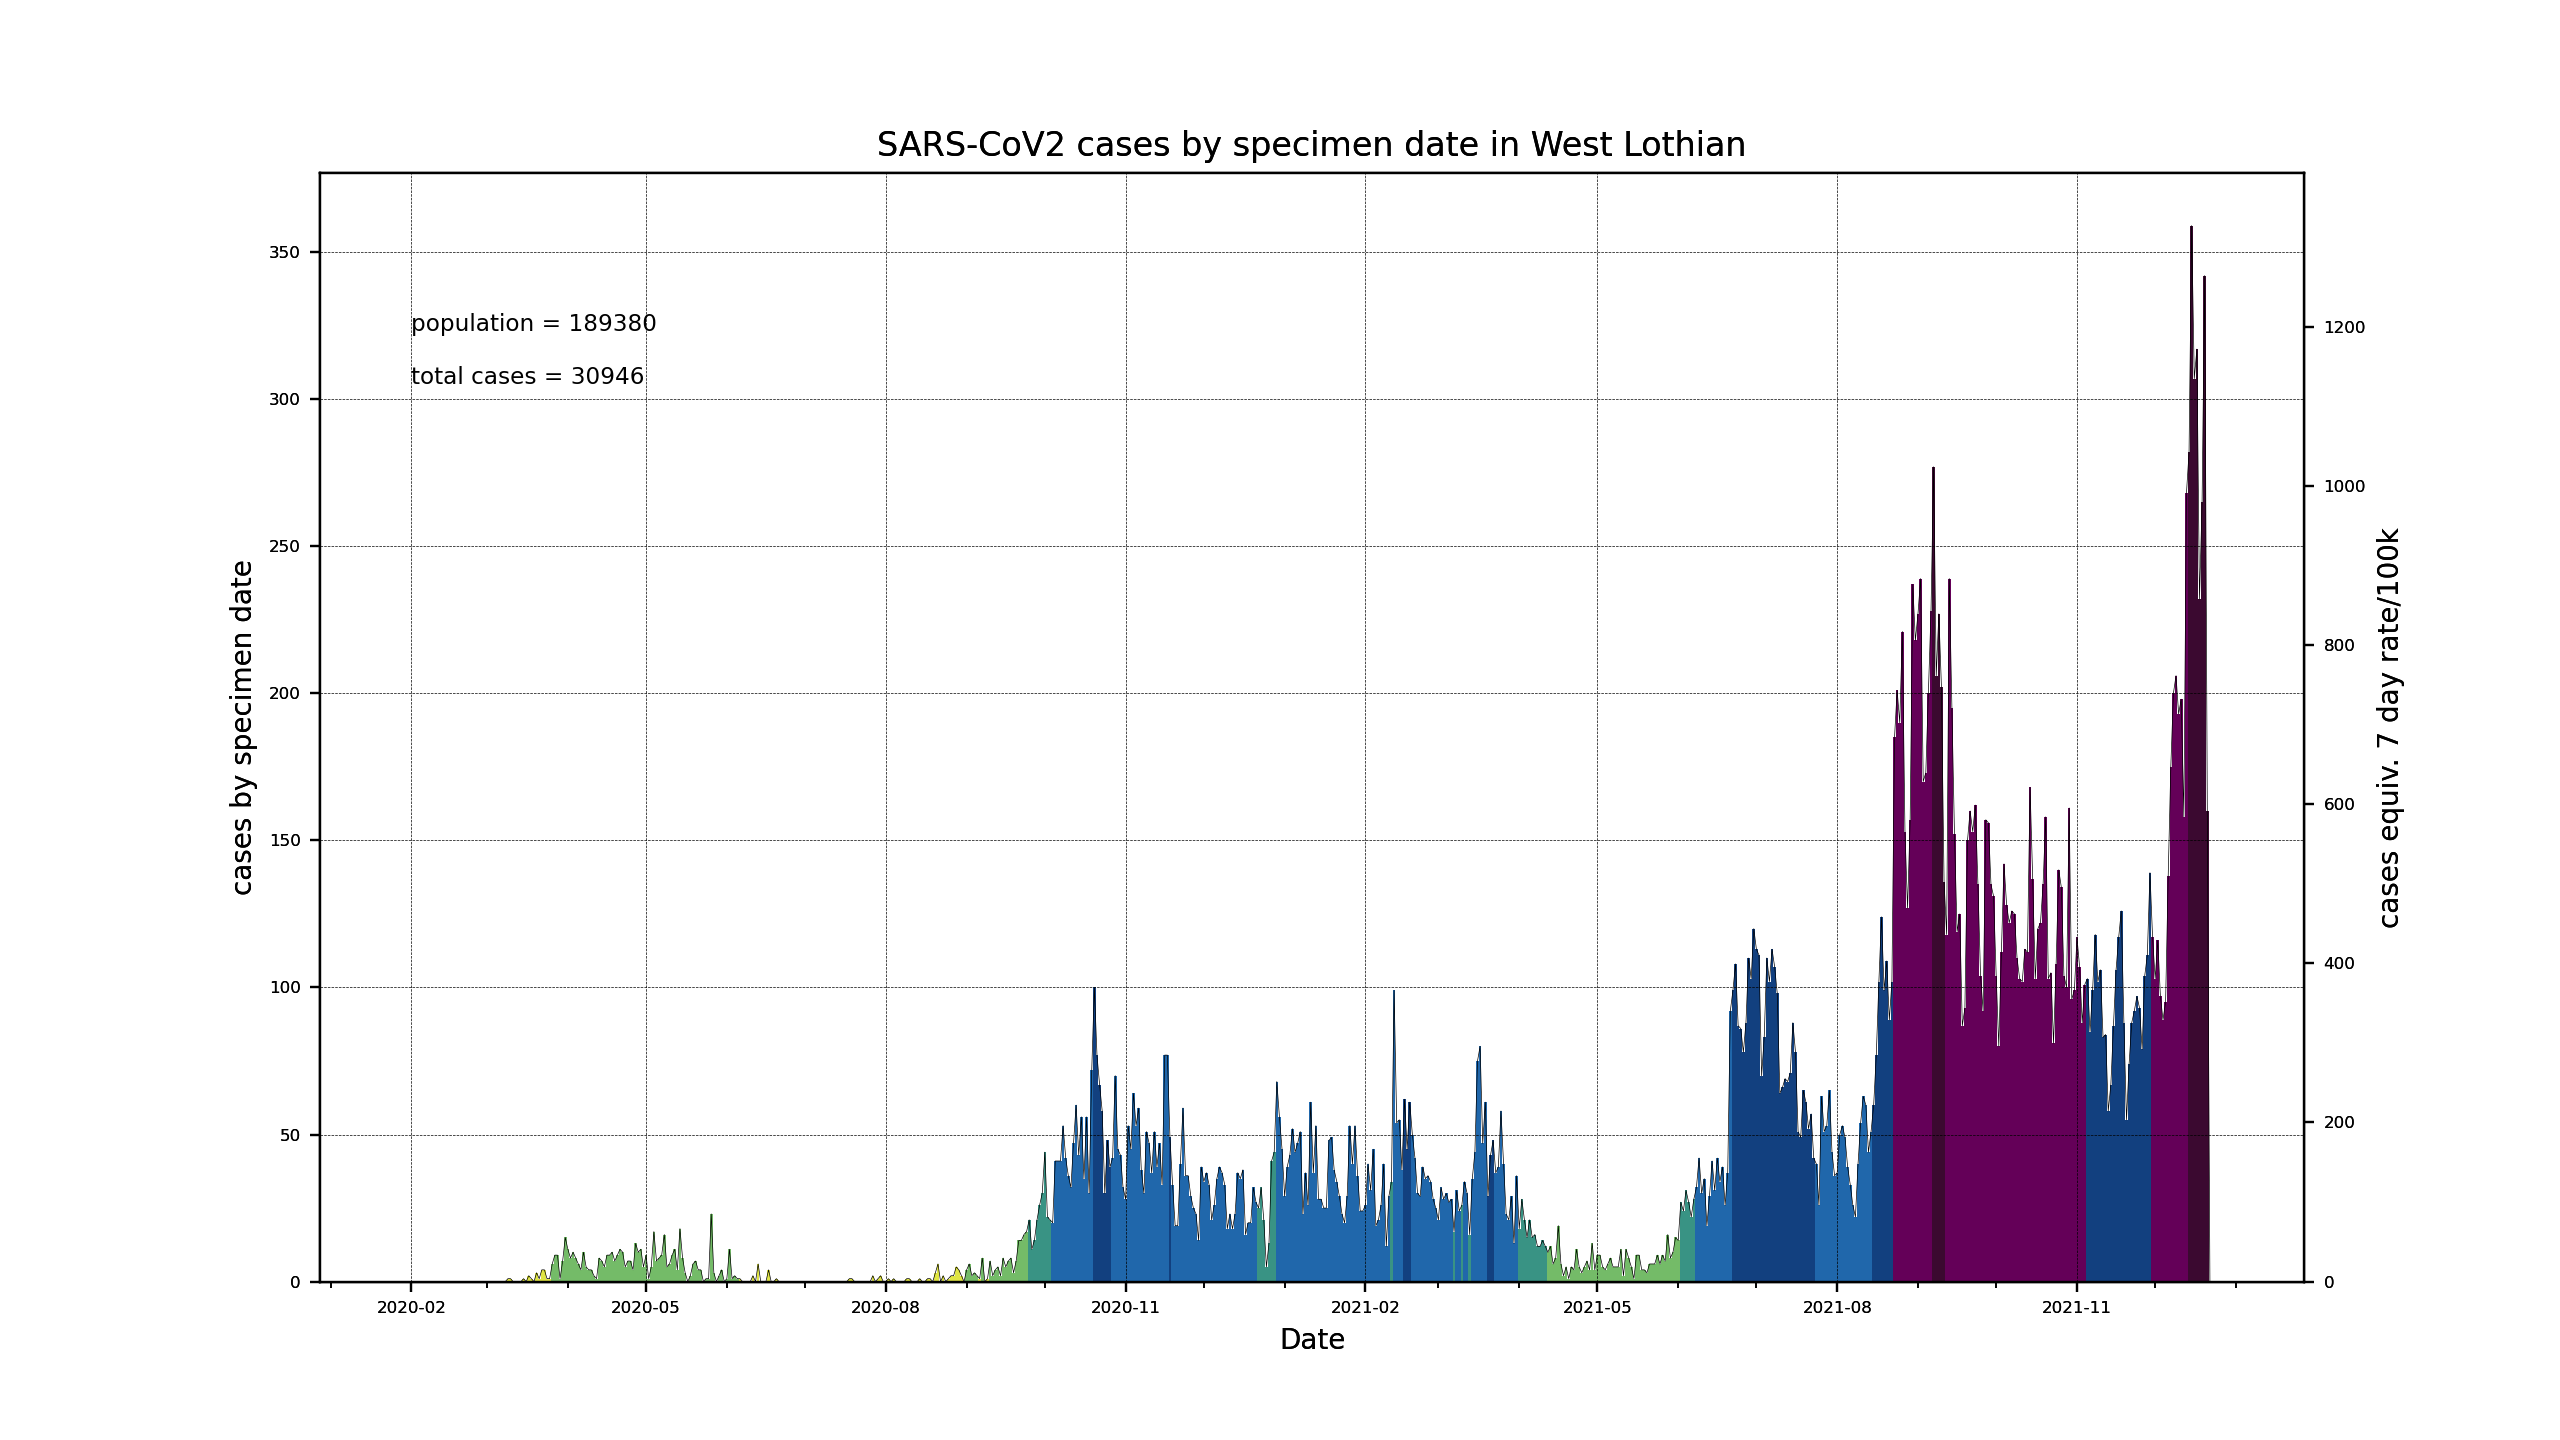 SARS-CoV2 cases by specimen date in West Lothian
population = 189380
total cases = 30946
cases by specimen date
350
300
250
200
150
100
50
0
1200
1000
800
600
400
200
0
cases equiv. 7 day rate/100k
2020-02 2020-05 2020-08 2020-11 2021-02 2021-05 2021-08 2021-11
Date